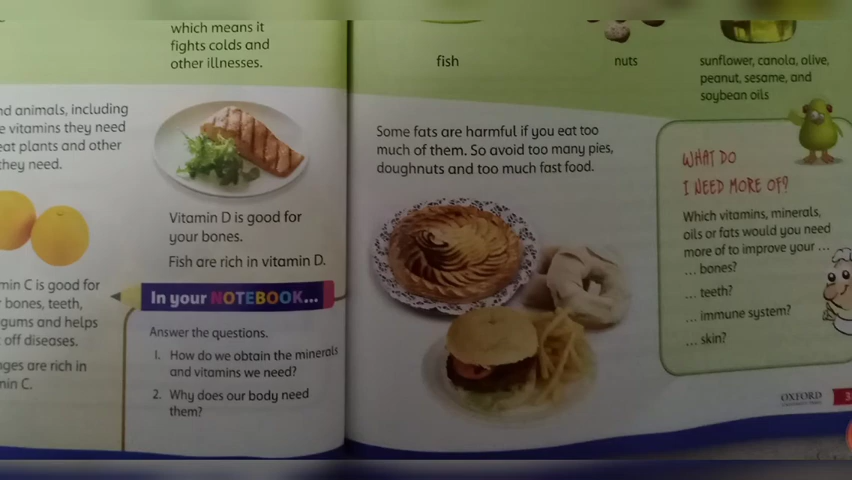 which means it
fights colds and
other illnesses.
nd animals, including
e vitamins they need
eat plants and other
they need.
Vitamin D is good for
your bones.
Fish are rich in vitamin D.
min C is good for
bones, teeth,
gums and helps
off diseases.
nges are rich in
min C.
In your NOTEBOOK...
Answer the questions.
1. How do we obtain the minerals
and vitamins we need?
2. Why does our body need
them?
fish
nuts
sunflower, canola, olive,
peanut, sesame, and
soybean oils
Some fats are harmful if you eat too
much of them. So avoid too many pies,
doughnuts and too much fast food.
WHAT DO
I NEED MORE OF?
Which vitamins, minerals,
oils or fats would you need
more of to improve your ...
... bones?
... teeth?
... immune system?
... skin?
OXFORD
3